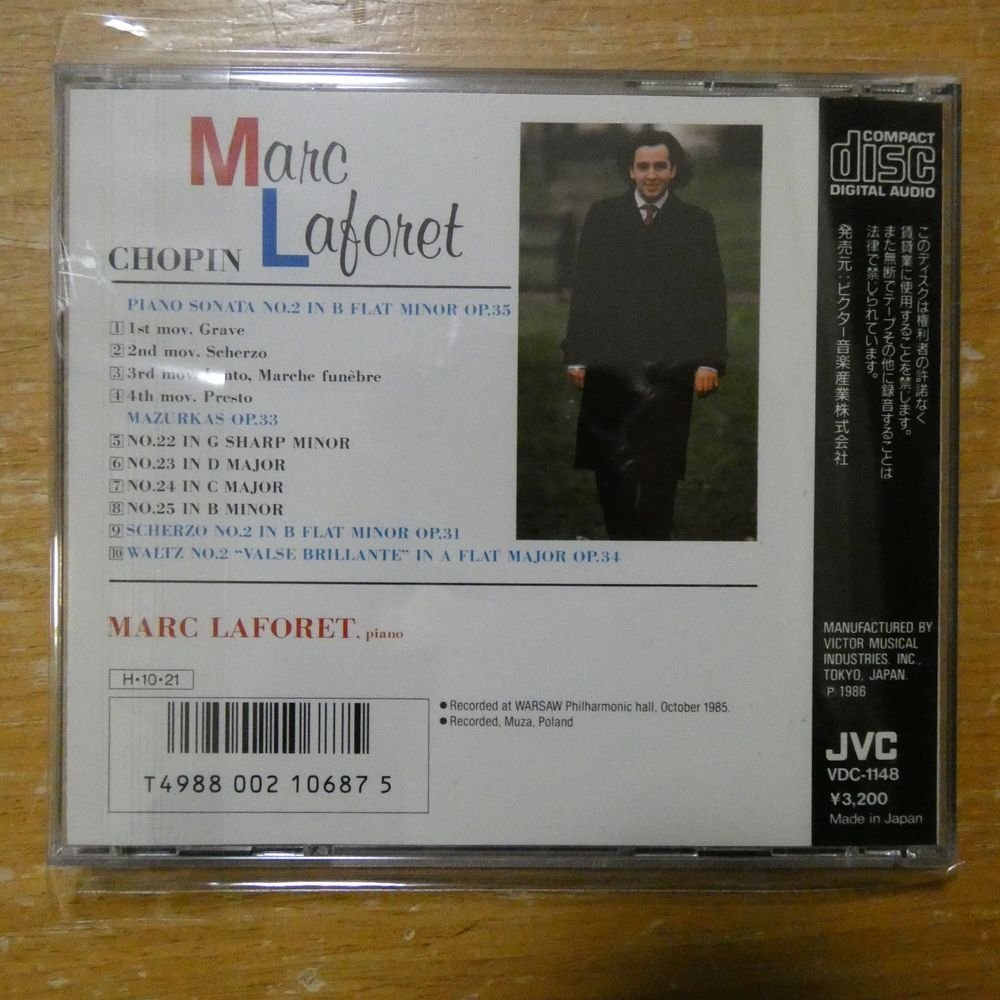 Marc
Laforet
CHOPIN
PIANO SONATA NO.2 IN B FLAT MINOR OP.35
1 1st mov. Grave
2 2nd mov. Scherzo
3 3rd mov. Lento, Marche funèbre
4 4th mov. Presto
MAZURKAS OP.33
5 NO.22 IN G SHARP MINOR
6 NO.23 IN D MAJOR
7 NO.24 IN C MAJOR
8 NO.25 IN B MINOR
9 SCHERZO NO.2 IN B FLAT MINOR OP.31
10 WALTZ NO.2 “VALSE BRILLANTE” IN A FLAT MAJOR OP.34
MARC LAFORET, piano
H·10·21
T4988 002 10687 5
● Recorded at WARSAW Philharmonic hall, October 1985.
● Recorded, Muza, Poland
COMPACT
disc
DIGITAL AUDIO
このディスクは権利者の許諾なく
賃貸業に使用することを禁じます。
また無断でテープその他に録音することは
法律で禁じられています。
発売元:ビクター音楽産業株式会社
MANUFACTURED BY
VICTOR MUSICAL
INDUSTRIES. INC.,
TOKYO, JAPAN.
℗ 1986
JVC
VDC-1148
¥3,200
Made in Japan